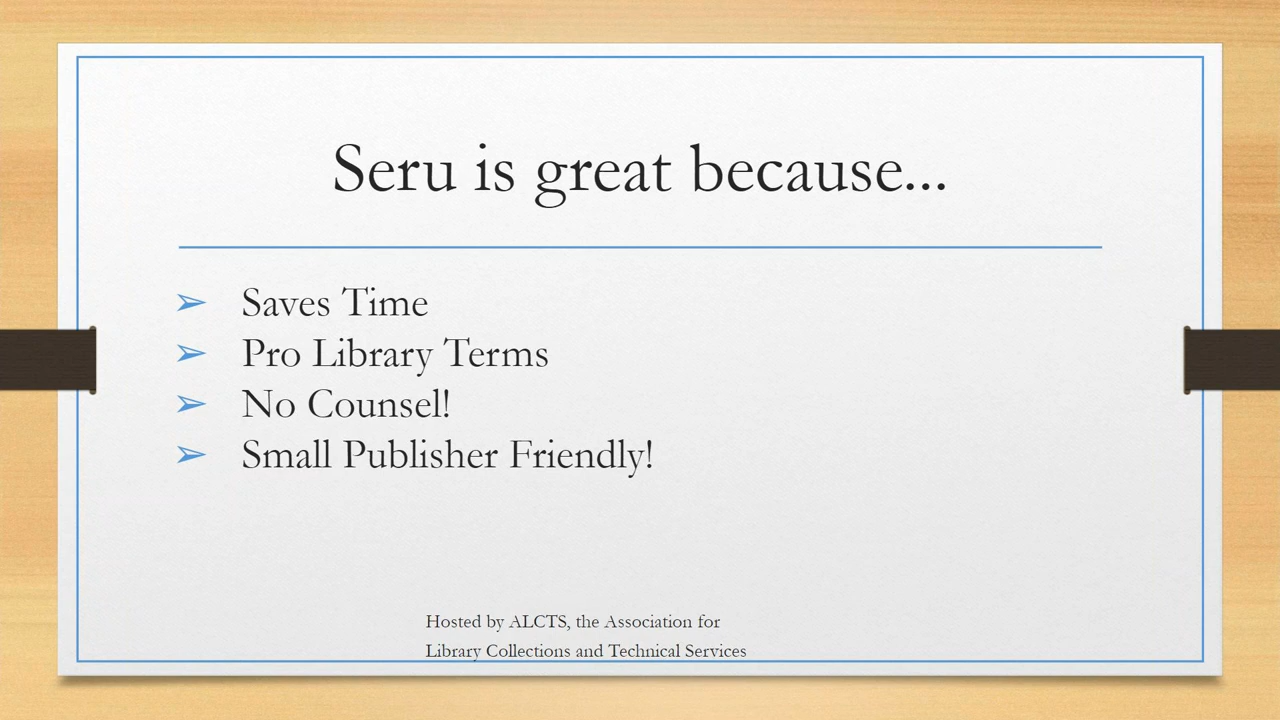 Seru is great because...
➢ Saves Time
➢ Pro Library Terms
➢ No Counsel!
➢ Small Publisher Friendly!
Hosted by ALCTS, the Association for
Library Collections and Technical Services